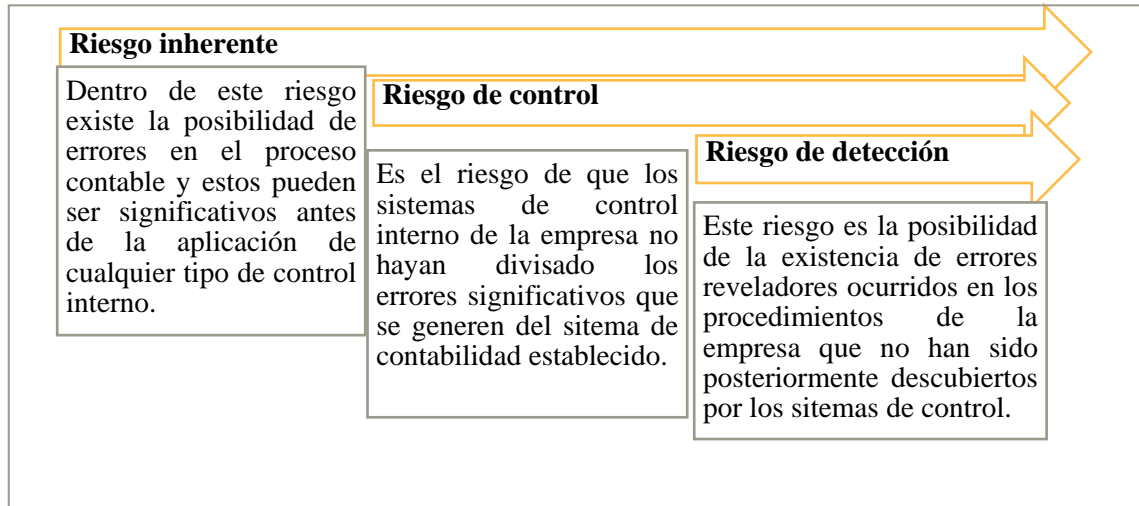 Riesgo inherente
Dentro de este riesgo
existe la posibilidad de
errores en el proceso
contable y estos pueden
ser significativos antes
de la aplicación de
cualquier tipo de control
interno.
Riesgo de control
Es el riesgo de que los
sistemas de control
interno de la empresa no
hayan divisado los
errores significativos que
se generen del sitema de
contabilidad establecido.
Riesgo de detección
Este riesgo es la posibilidad
de la existencia de errores
reveladores ocurridos en los
procedimientos de la
empresa que no han sido
posteriormente descubiertos
por los sitemas de control.